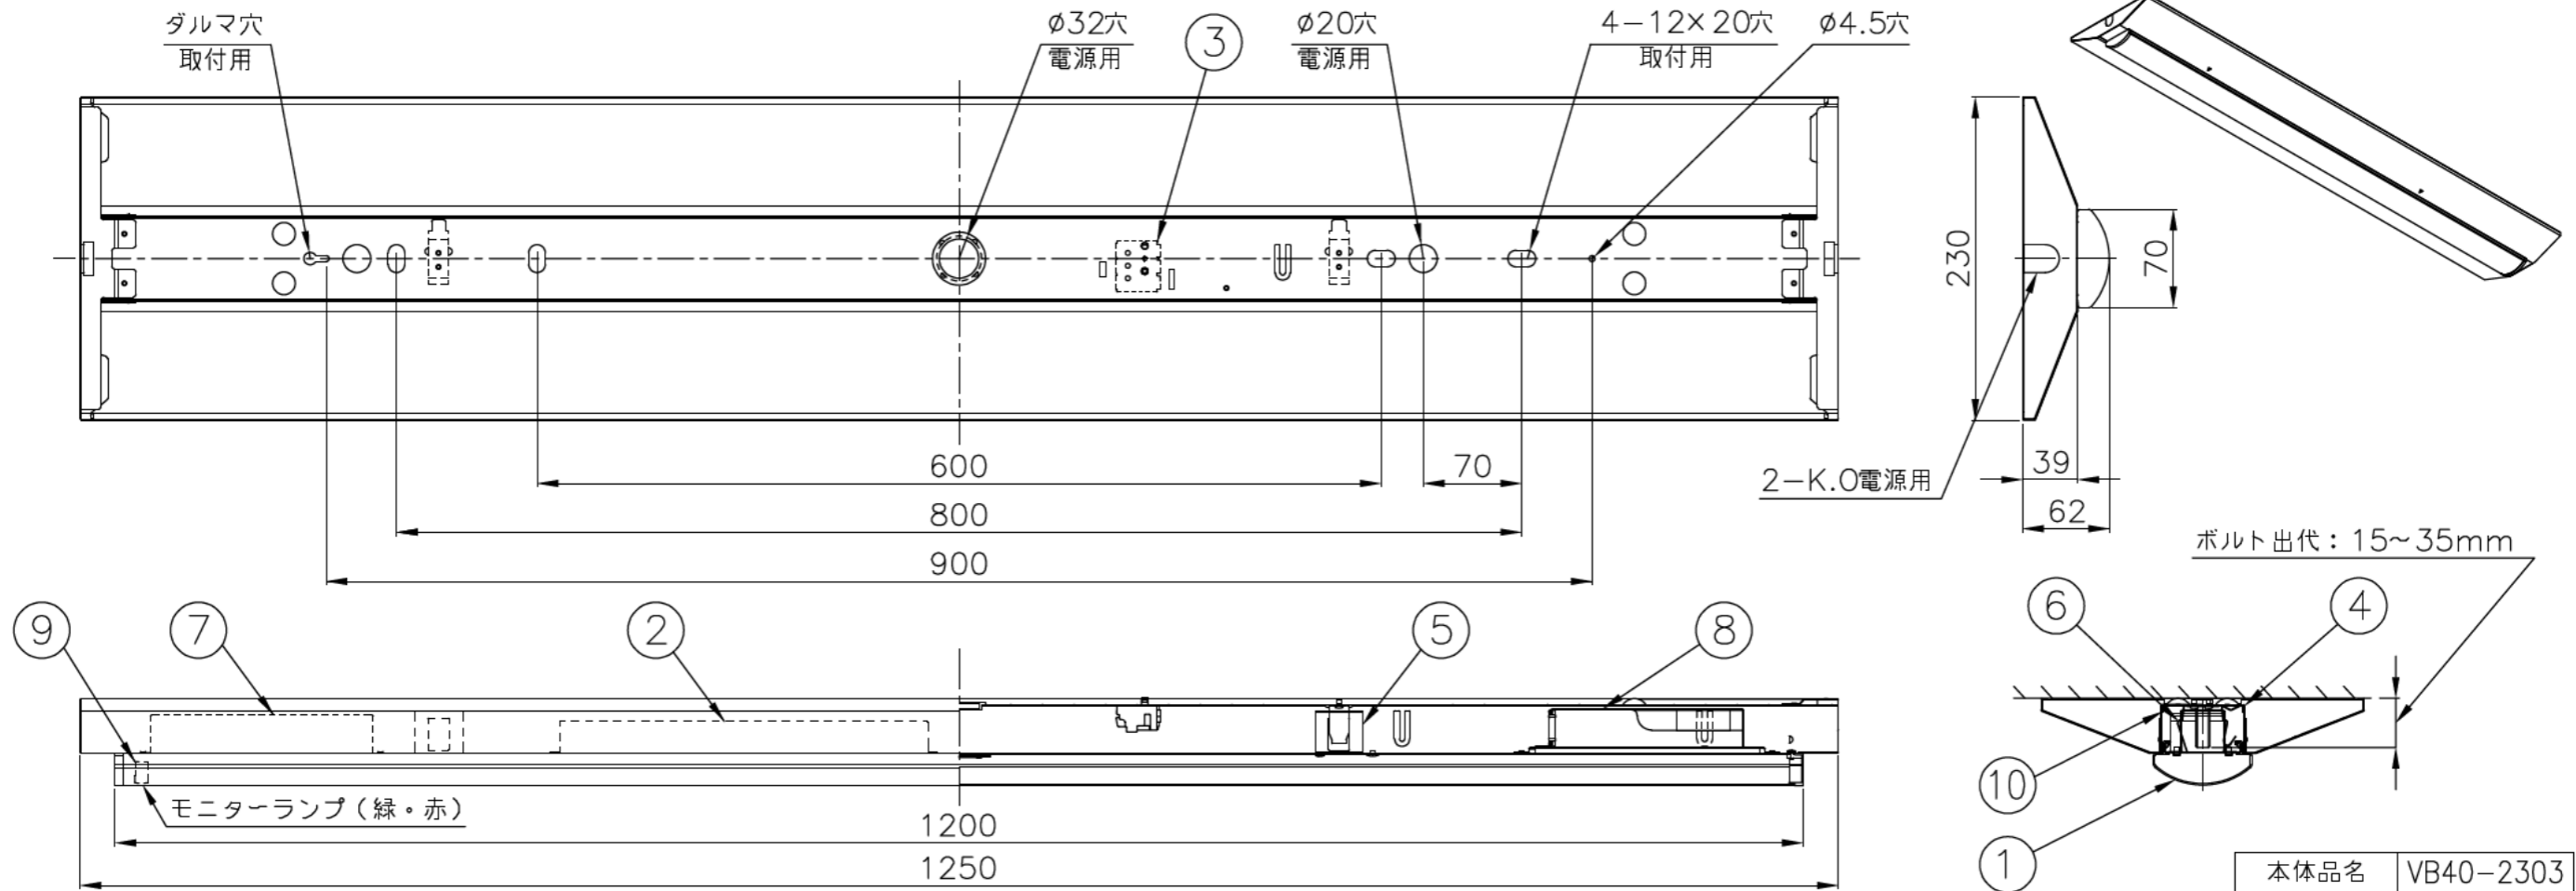 ダルマ穴
取付用
φ32穴
電源用
3
φ20穴
電源用
4-12×20穴
取付用
φ4.5穴
230
70
600
70
800
900
2-K.O電源用
39
62
ボルト出代：15~35mm
9
7
2
5
8
6
4
10
1
モニターランプ（緑・赤）
1200
1250
本体品名 VB40-2303